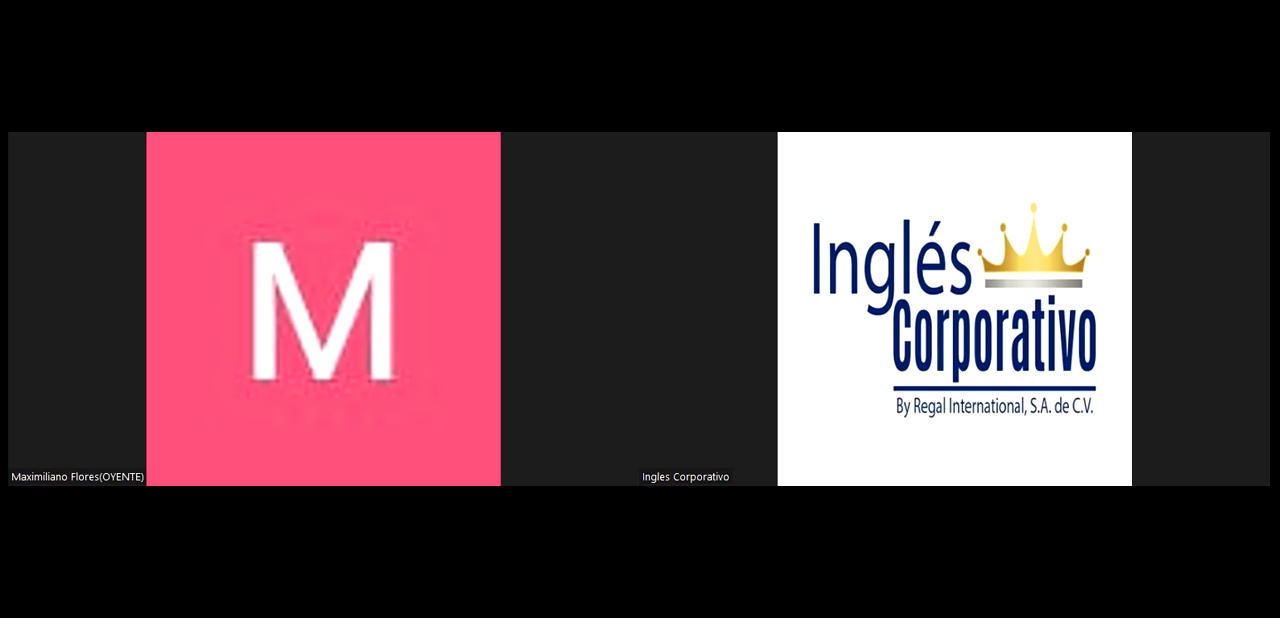 M
Maximiliano Flores(OYENTE)
Inglés
Corporativo
By Regal International, S.A. de C.V.
Ingles Corporativo